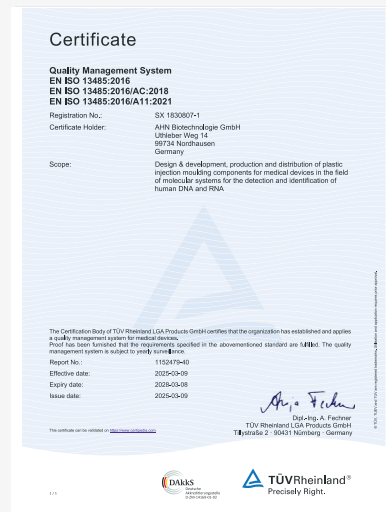 Certificate
Quality Management System
EN ISO 13485:2016
EN ISO 13485:2016/AC:2018
EN ISO 13485:2016/A11:2021
Registration No.: SX 1830807-1
Certificate Holder: AHN Biotechnologie GmbH
Uthleber Weg 14
99734 Nordhausen
Germany
Scope: Design & development, production and distribution of plastic
injection moulding components for medical devices in the field
of molecular systems for the detection and identification of
human DNA and RNA
The Certification Body of TÜV Rheinland LGA Products GmbH certifies that the organization has established and applies
a quality management system for medical devices.
Proof has been furnished that the requirements specified in the abovementioned standard are fulfilled. The quality
management system is subject to yearly surveillance.
Report No.: 1152479-40
Effective date: 2025-03-09
Expiry date: 2028-03-08
Issue date: 2025-03-09
Dipl.-Ing. A. Fechner
TÜV Rheinland LGA Products GmbH
Tillystraße 2 · 90431 Nürnberg · Germany
This certificate can be validated on
1 / 1
DAkkS
Deutsche
Akkreditierungsstelle
TÜVRheinland®
Precisely Right.